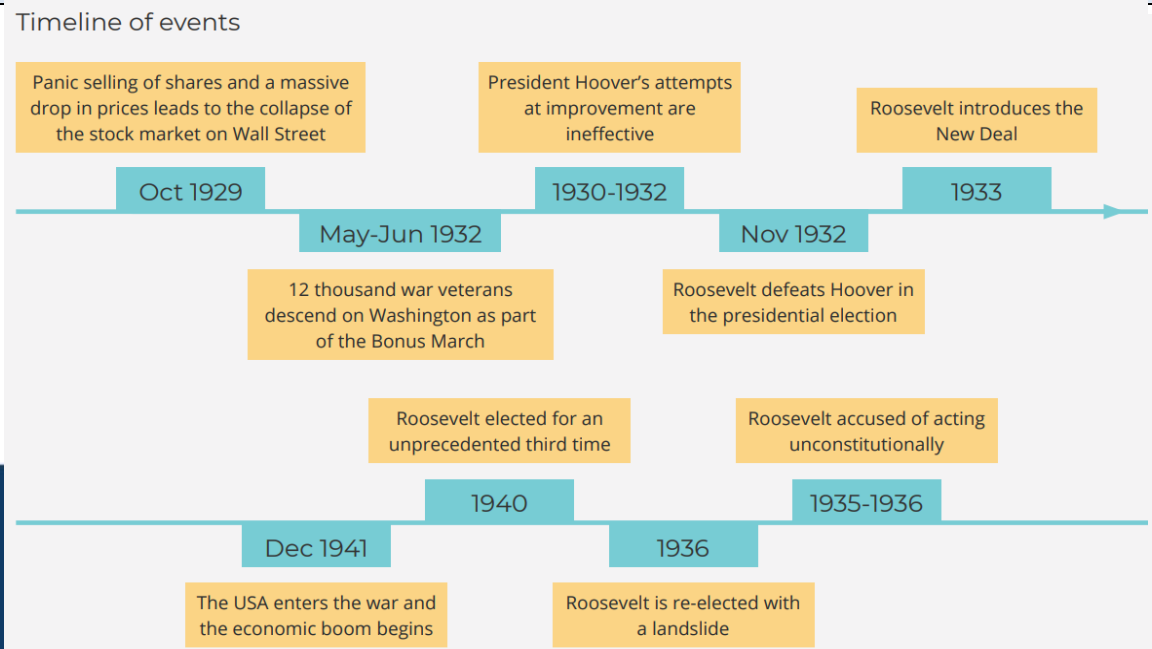 Timeline of events
Panic selling of shares and a massive
drop in prices leads to the collapse of
the stock market on Wall Street
Oct 1929
May-Jun 1932
12 thousand war veterans
descend on Washington as part
of the Bonus March
President Hoover’s attempts
at improvement are
ineffective
1930-1932
Nov 1932
Roosevelt defeats Hoover in
the presidential election
Roosevelt introduces the
New Deal
1933
Roosevelt accused of acting
unconstitutionally
1935-1936
1936
Roosevelt is re-elected with
a landslide
Roosevelt elected for an
unprecedented third time
1940
Dec 1941
The USA enters the war and
the economic boom begins